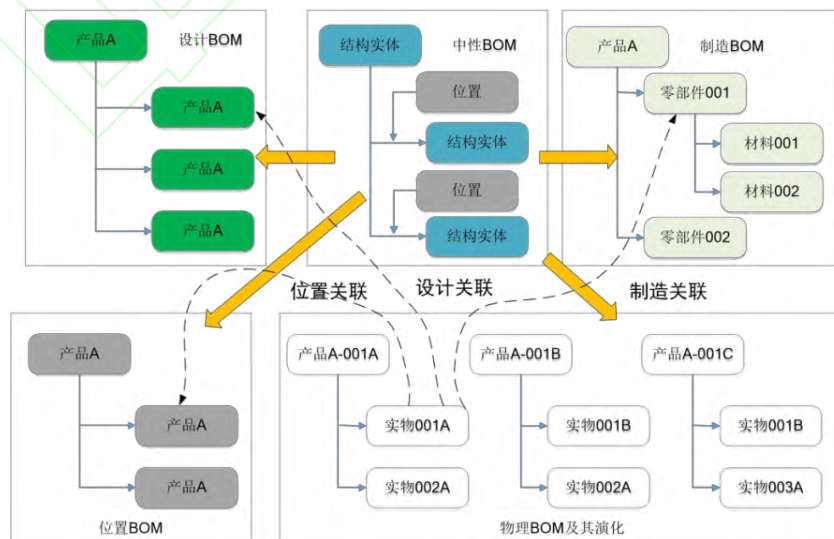 产品A
设计BOM
产品A
产品A
产品A
结构实体
中性BOM
位置
结构实体
位置
结构实体
产品A
制造BOM
零部件001
材料001
材料002
零部件002
位置关联
设计关联
制造关联
产品A
产品A
产品A
位置BOM
产品A-001A
产品A-001B
产品A-001C
实物001A
实物001B
实物001B
实物002A
实物002A
实物003A
物理BOM及其演化